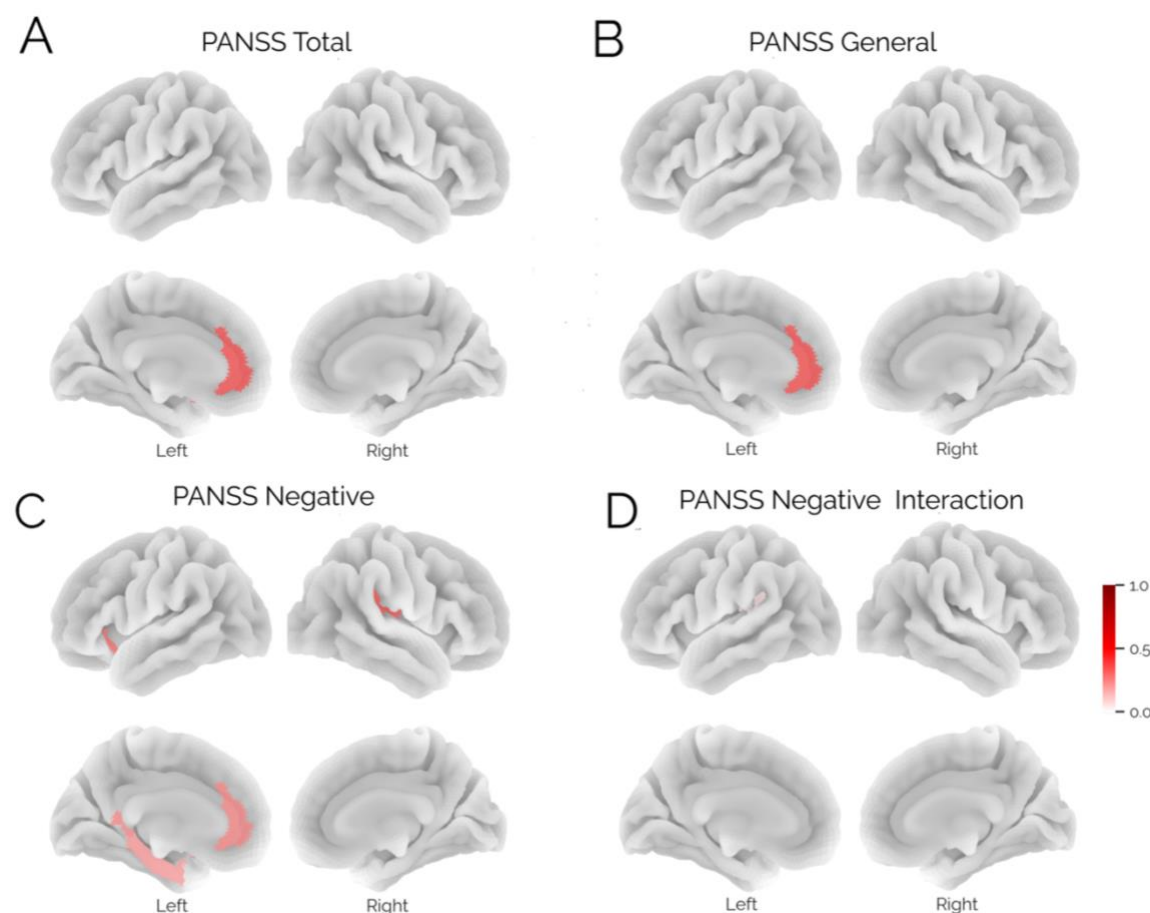 A
PANSS Total
B
PANSS General
Left
Right
Left
Right
C
PANSS Negative
D
PANSS Negative Interaction
1.0
0.5
0.0
Left
Right
Left
Right